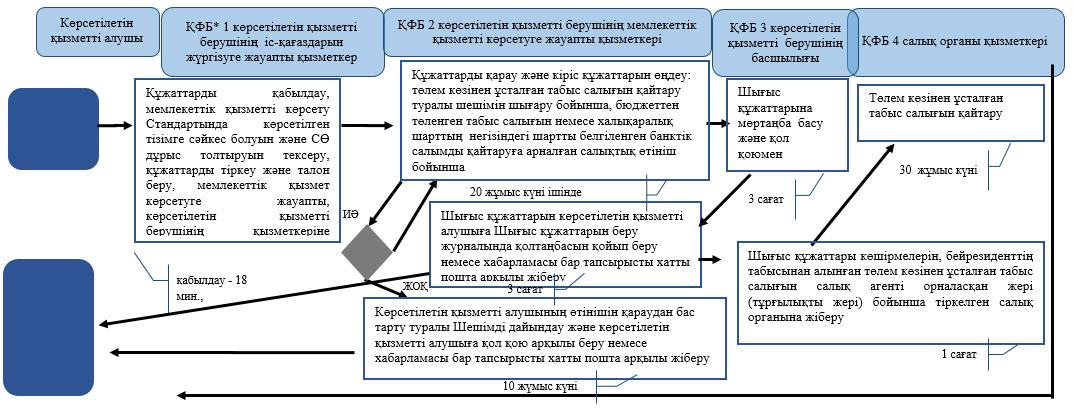 Көрсетілетін
қызметті алушы
ҚФБ* 1 көрсетілетін қызметті
берушінің іс-қағаздарын
жүргізуге жауапты қызметкер
ҚФБ 2 көрсетілетін қызметті берушінің мемлекеттік
қызметті көрсетуге жауапты қызметкері
ҚФБ 3 көрсетілетін
қызметті берушінің
басшылығы
ҚФБ 4 салық органы қызметкері
Құжаттарды қабылдау,
мемлекеттік қызметті көрсету
Стандартында көрсетілген
тізімге сәйкес болуын және СӨ
дұрыс толтыруын тексеру,
құжаттарды тіркеу және талон
беру, мемлекеттік қызмет
көрсетуге жауапты,
көрсетілетін қызметті
берушінің қызметкеріне
Құжаттарды қарау және кіріс құжаттарын өңдеу:
төлем көзінен ұсталған табыс салығын қайтару
туралы шешімін шығару бойынша, бюджеттен
төленген табыс салығын немесе халықаралық
шарттың негізіндегі шартты белгіленген банктік
салымды қайтаруға арналған салықтық өтініш
бойынша
Шығыс
құжаттарына
мөртаңба басу
және қол
қоюмен
Төлем көзінен ұсталған
табыс салығын қайтару
20 жұмыс күні ішінде
3 сағат
30 жұмыс күні
ИӘ
Шығыс құжаттарын көрсетілетін қызметті
алушыға Шығыс құжаттарын беру
журналында қолтаңбасын қойып беру
немесе хабарламасы бар тапсырысты хатты
пошта арқылы жіберу
3 сағат
Шығыс құжаттары көшірмелерін, бейрезиденттің
табысынан алынған төлем көзінен ұсталған табыс
салығын салық агенті орналасқан жері
(тұрғылықты жері) бойынша тіркелген салық
органына жіберу
1 сағат
қабылдау - 18
мин.,
ЖОҚ
Көрсетілетін қызметті алушының өтінішін қараудан бас
тарту туралы Шешімді дайындау және көрсетілетін
қызметті алушыға қол қою арқылы беру немесе
хабарламасы бар тапсырысты хатты пошта арқылы жіберу
10 жұмыс күні